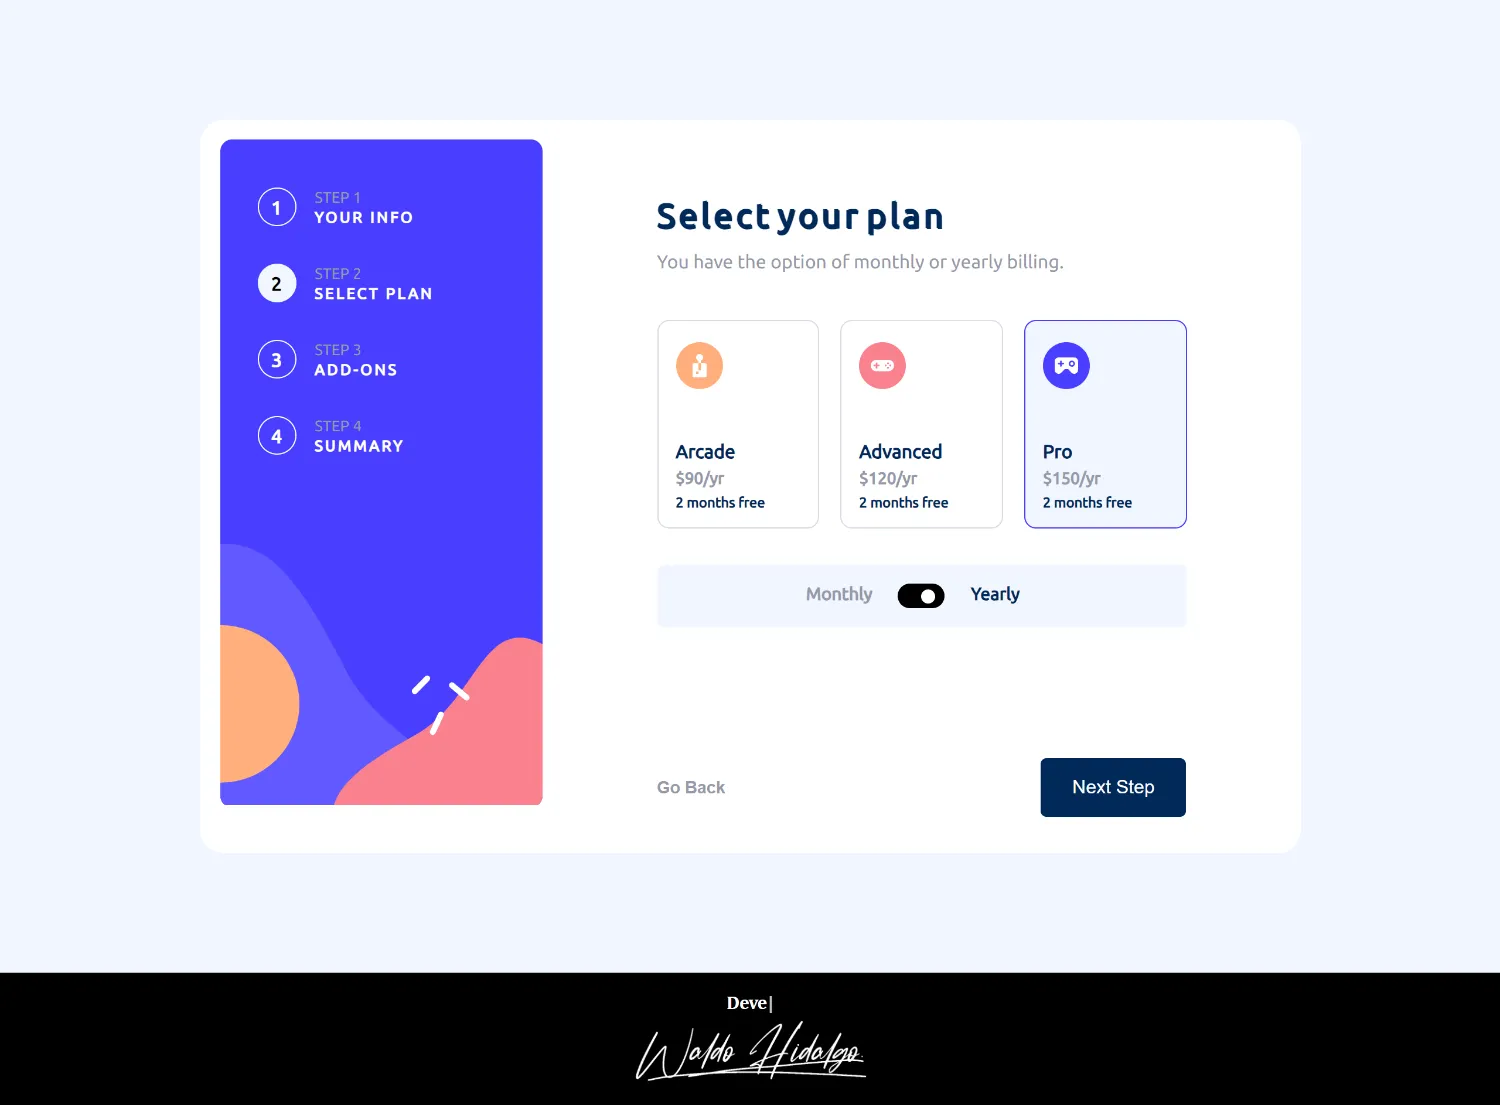 1
STEP 1
YOUR INFO
2
STEP 2
SELECT PLAN
3
STEP 3
ADD-ONS
4
STEP 4
SUMMARY
Select your plan
You have the option of monthly or yearly billing.
Arcade
$90/yr
2 months free
Advanced
$120/yr
2 months free
Pro
$150/yr
2 months free
Monthly
Yearly
Go Back
Next Step
Deve|
Waldo Hidalgo.